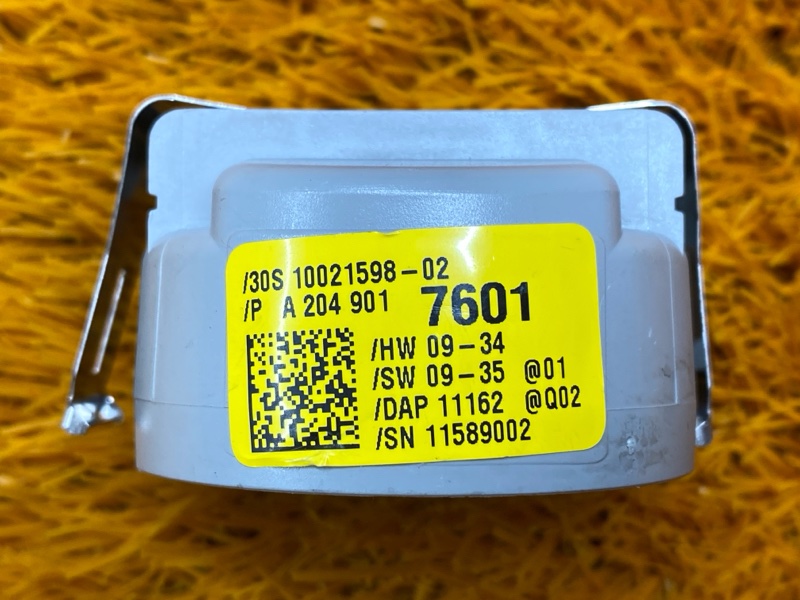 /30S 10021598-02
/P A 204 901 7601
/HW 09-34
/SW 09-35 @01
/DAP 11162 @Q02
/SN 11589002